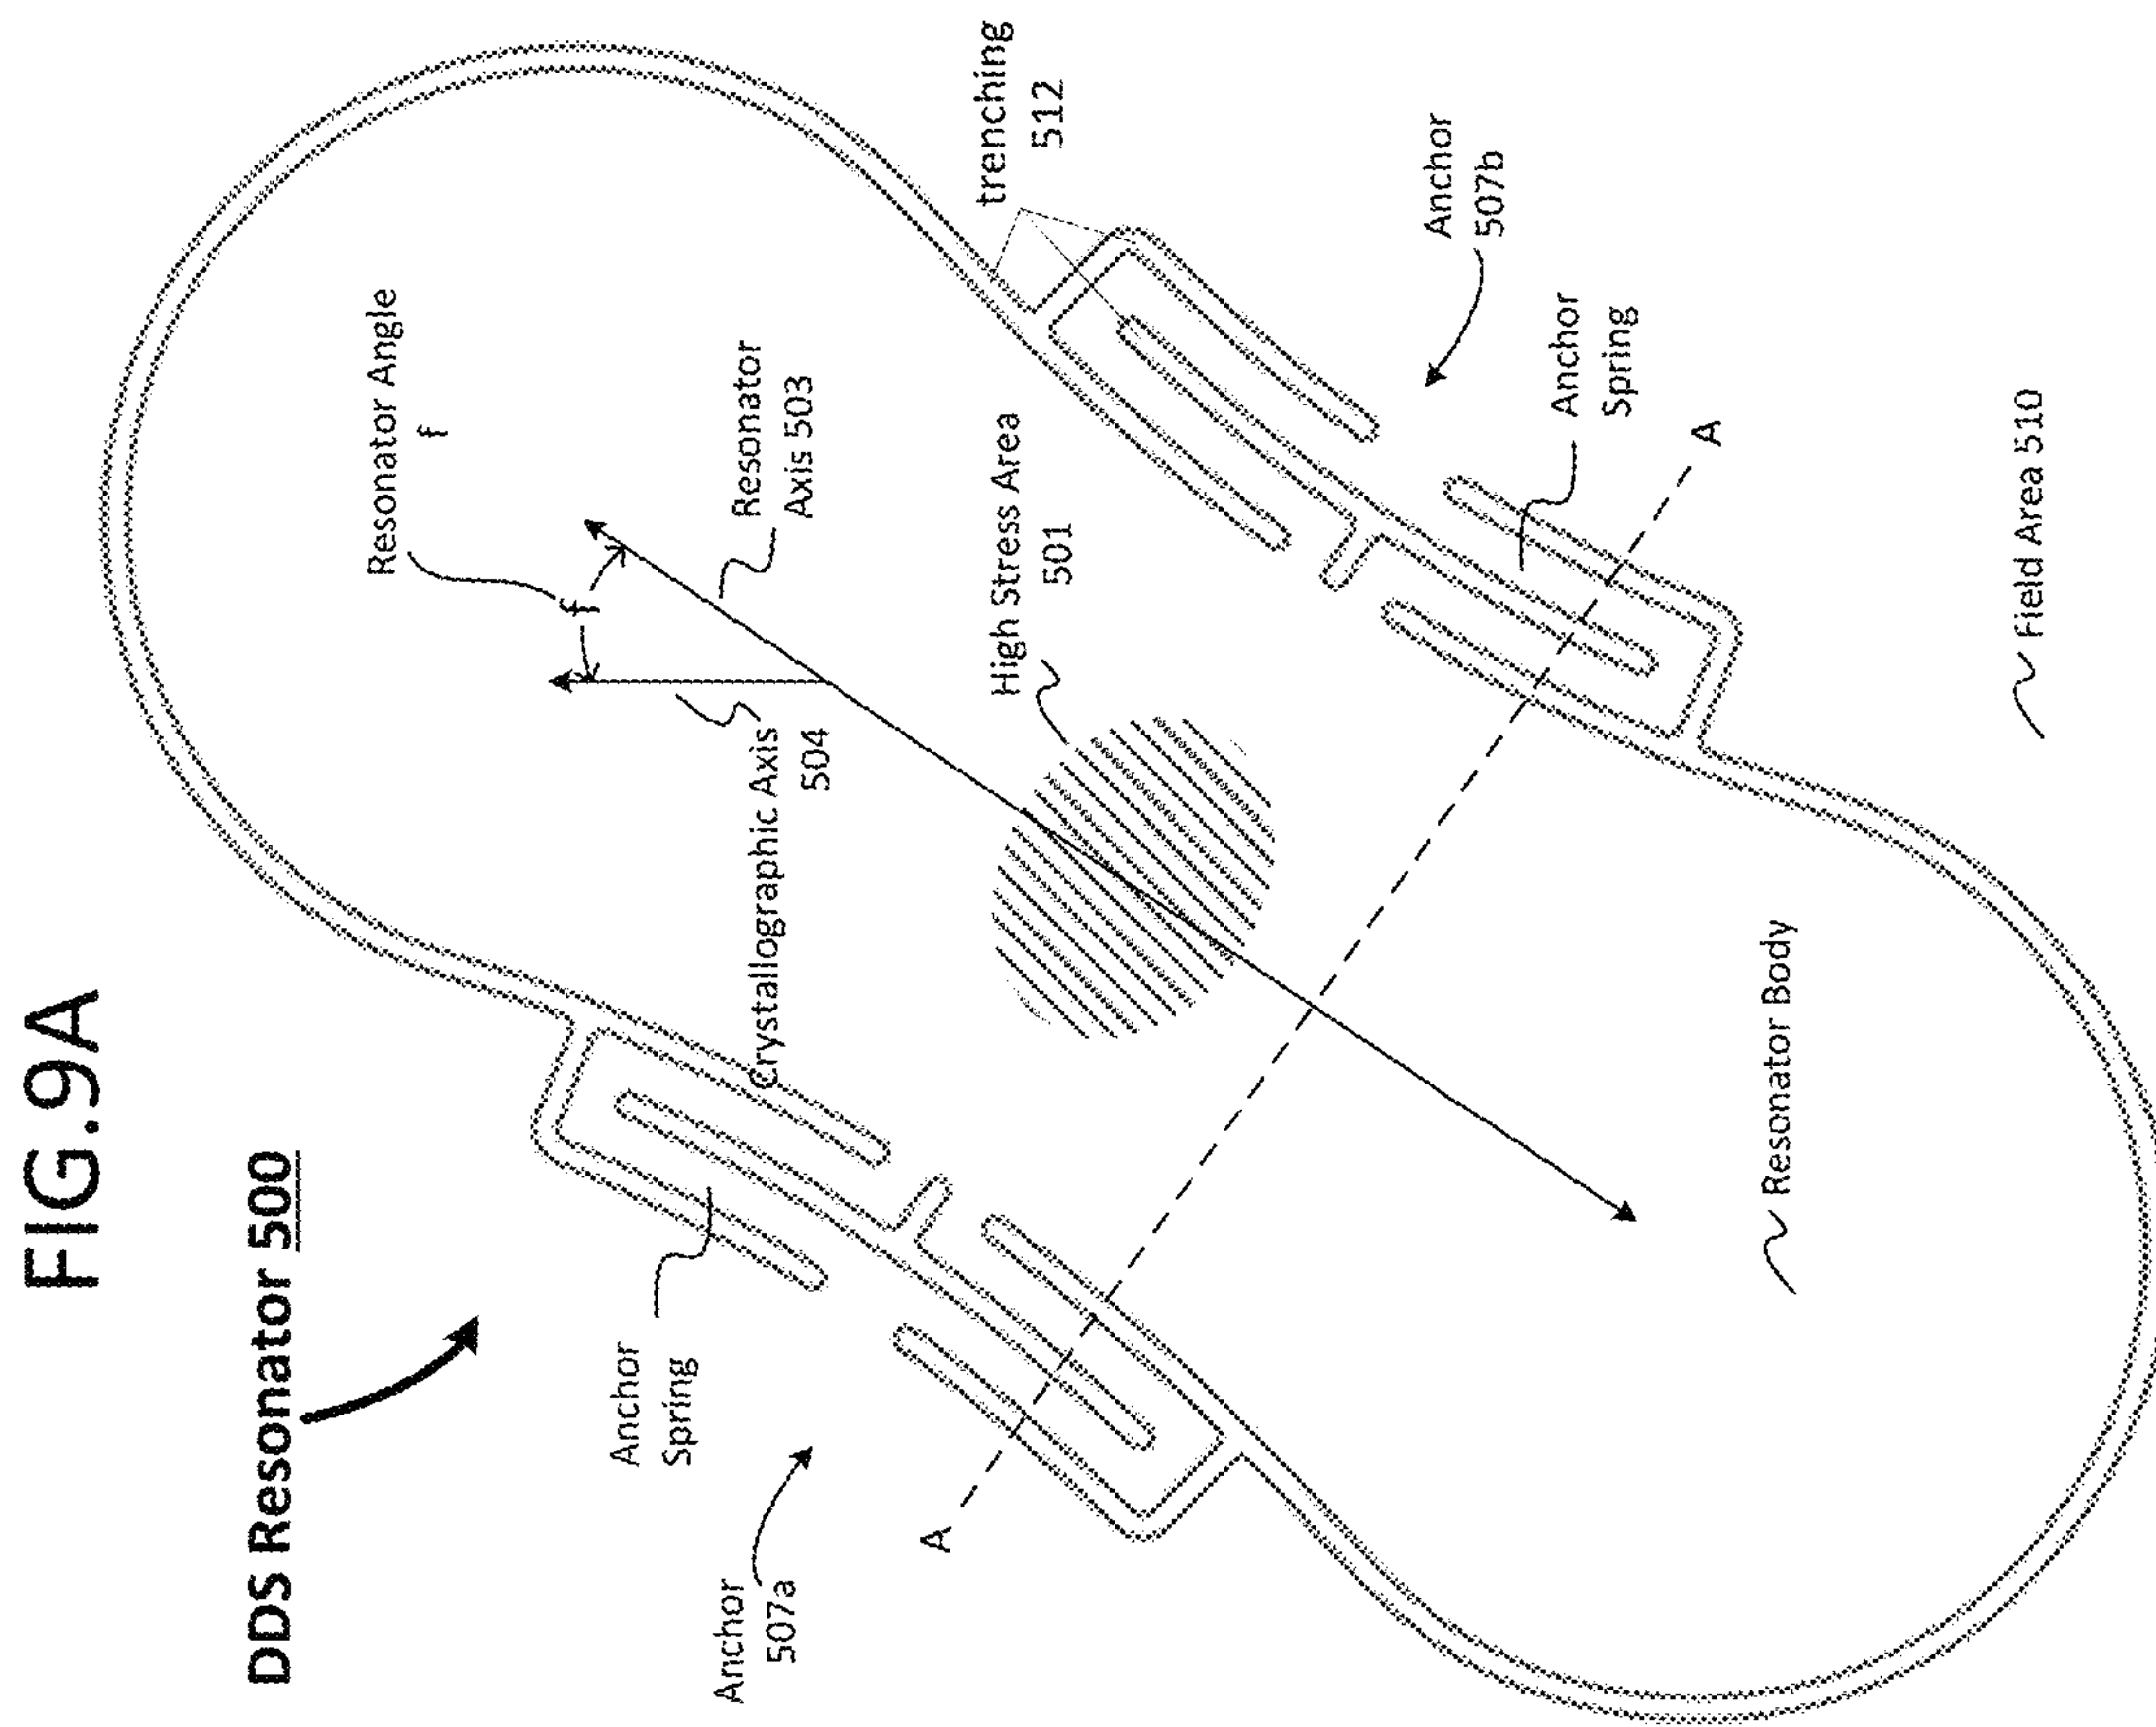 FIG.9A
DDS Resonator 500
Anchor
507a
Anchor
Spring
Crystallographic Axis
504
Resonator Angle
f
f
Resonator
Axis 503
High Stress Area
501
trenching
512
Anchor
507b
Anchor
Spring
A
A
Resonator Body
Field Area 510